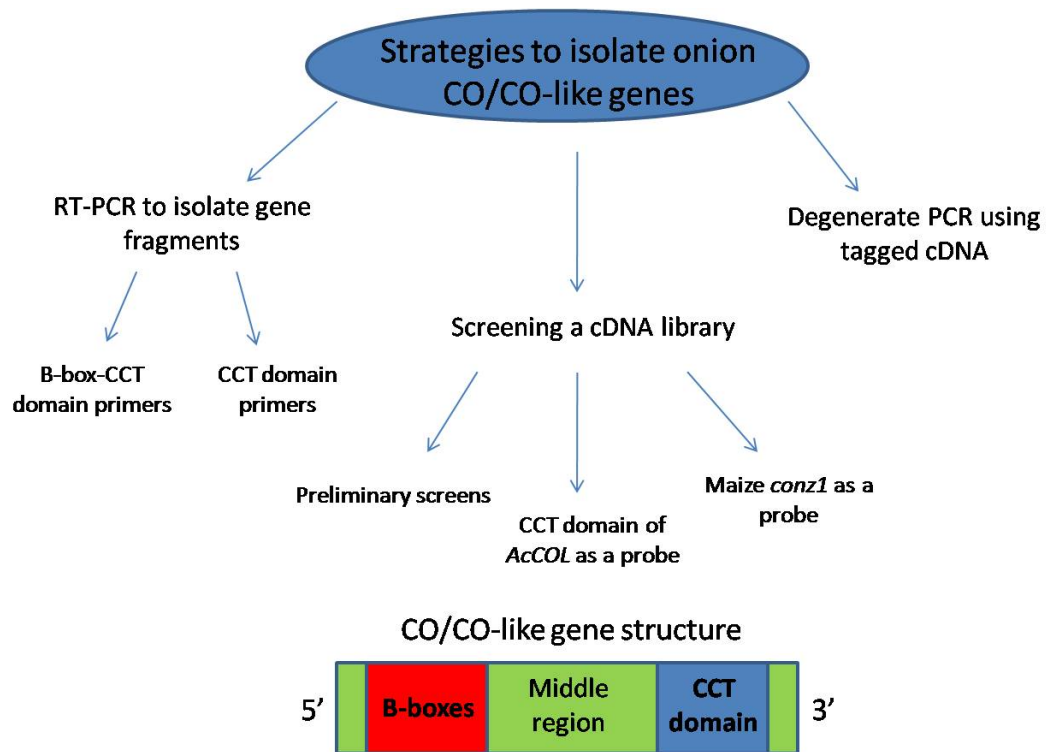 Strategies to isolate onion
CO/CO-like genes
RT-PCR to isolate gene
fragments
Degenerate PCR using
tagged cDNA
Screening a cDNA library
B-box-CCT
domain primers
CCT domain
primers
Preliminary screens
CCT domain of
AcCOL as a probe
Maize conz1 as a
probe
CO/CO-like gene structure
5’
B-boxes
Middle
region
CCT
domain
3’